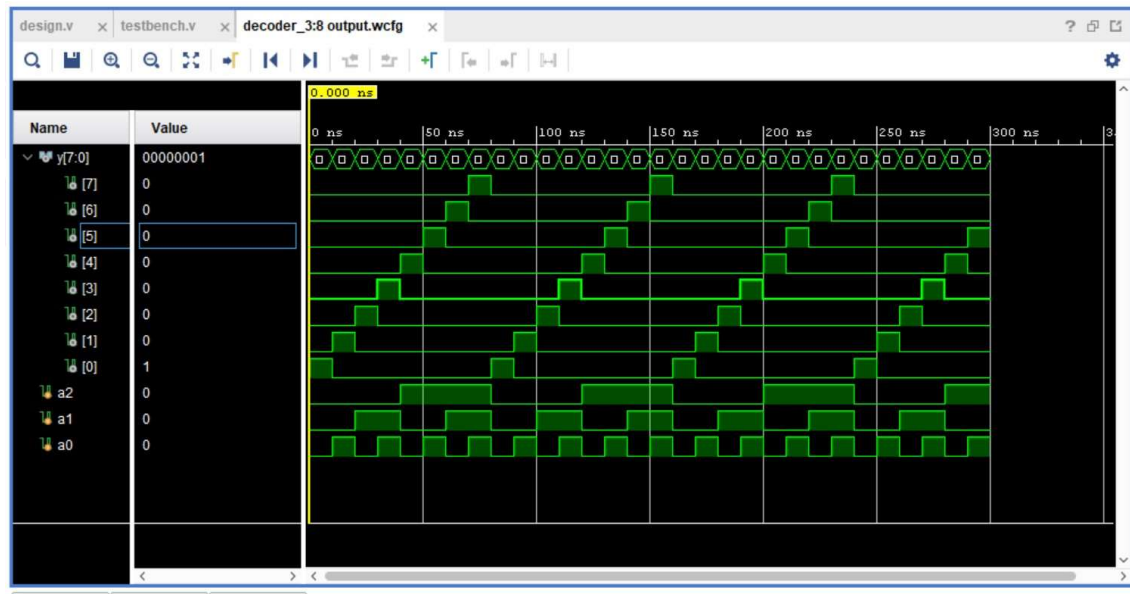 design.v × testbench.v × decoder_3:8 output.wcfg × ?
0.000 ns
Name Value 0 ns 50 ns 100 ns 150 ns 200 ns 250 ns 300 ns
y[7:0] 00000001
[7] 0
[6] 0
[5] 0
[4] 0
[3] 0
[2] 0
[1] 0
[0] 1
a2 0
a1 0
a0 0